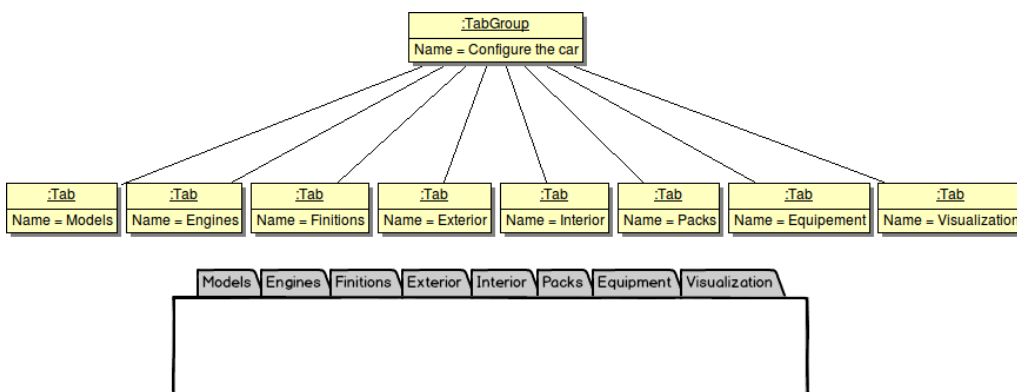 :TabGroup
Name = Configure the car
:Tab
Name = Models
:Tab
Name = Engines
:Tab
Name = Finitions
:Tab
Name = Exterior
:Tab
Name = Interior
:Tab
Name = Packs
:Tab
Name = Equipement
:Tab
Name = Visualization
Models Engines Finitions Exterior Interior Packs Equipment Visualization